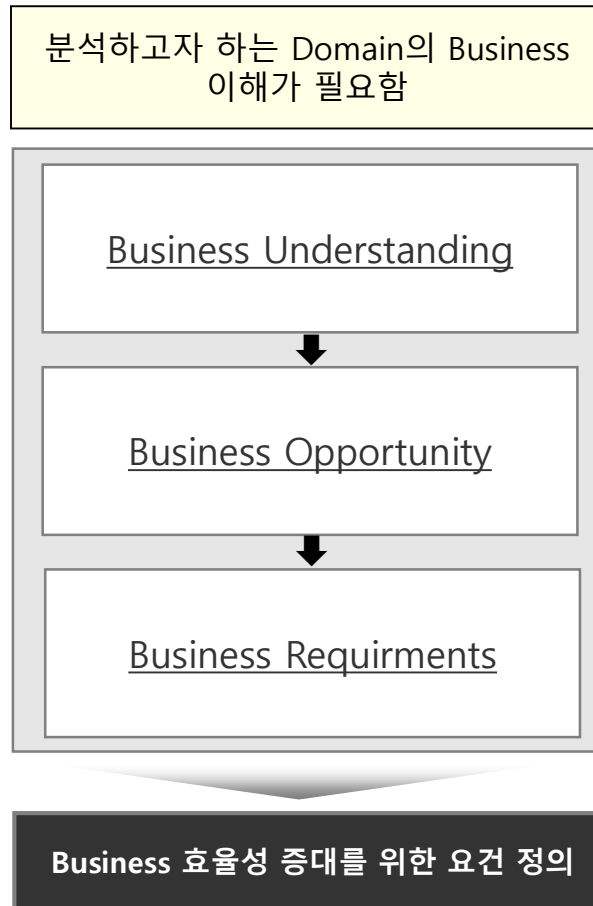 분석하고자 하는 Domain의 Business
이해가 필요함
Business Understanding
Business Opportunity
Business Requirments
Business 효율성 증대를 위한 요건 정의